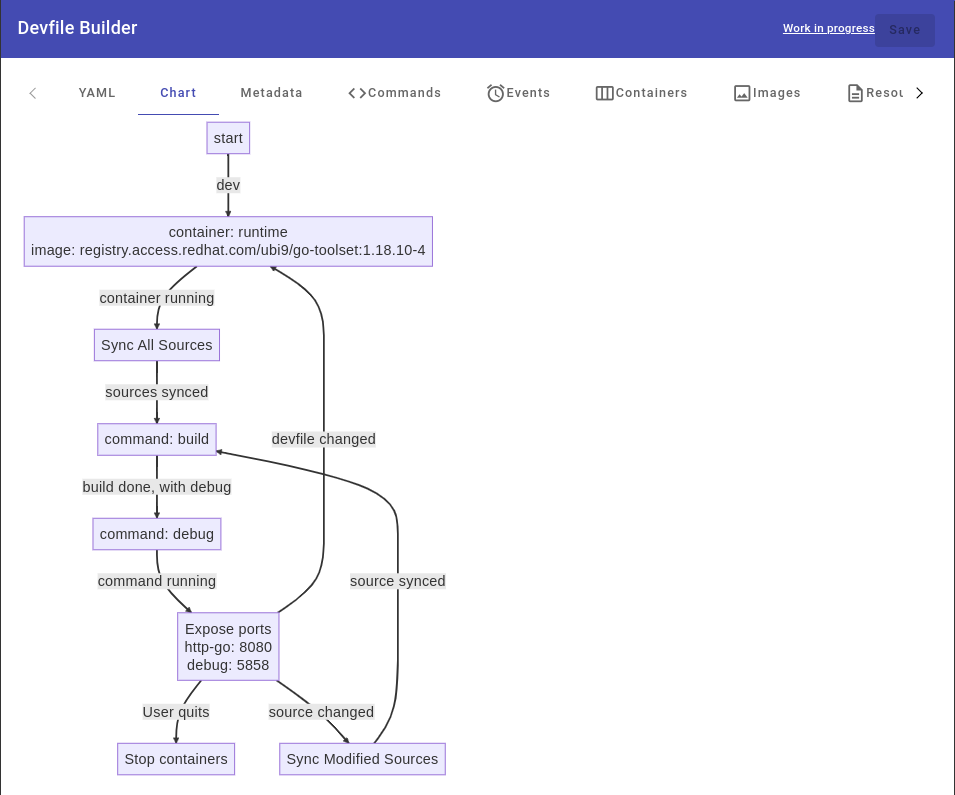 Devfile Builder
Work in progress
Save
YAML
Chart
Metadata
Commands
Events
Containers
Images
Resou
start
dev
container: runtime
image: registry.access.redhat.com/ubi9/go-toolset:1.18.10-4
container running
Sync All Sources
sources synced
command: build
devfile changed
build done, with debug
command: debug
command running
source synced
Expose ports
http-go: 8080
debug: 5858
User quits
source changed
Stop containers
Sync Modified Sources